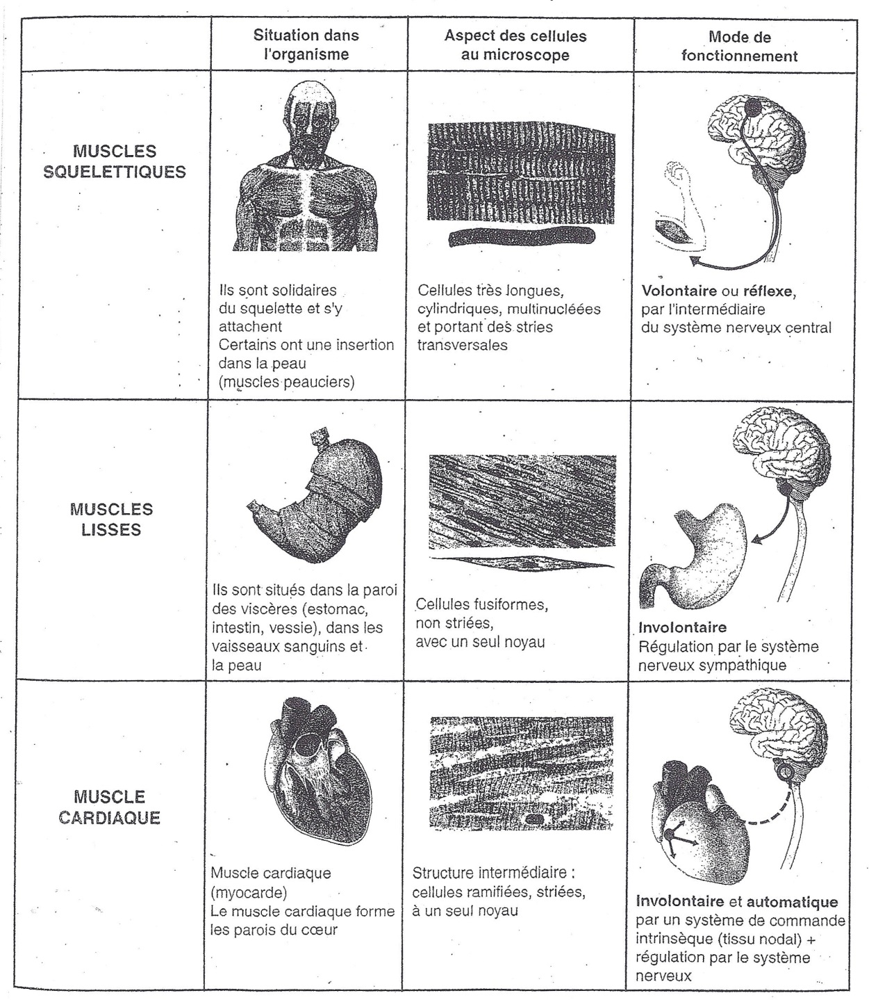 Situation dans
l'organisme
Aspect des cellules
au microscope
Mode de
fonctionnement
MUSCLES
SQUELETTIQUES
Ils sont solidaires
du squelette et s'y
attachent
Certains ont une insertion
dans la peau
(muscles peauciers)
Cellules très longues,
cylindriques, multinucléées
et portant des stries
transversales
Volontaire ou réflexe,
par l'intermédiaire
du système nerveux central
MUSCLES
LISSES
Ils sont situés dans la paroi
des viscères (estomac,
intestin, vessie), dans les
vaisseaux sanguins et
la peau
Cellules fusiformes,
non striées,
avec un seul noyau
Involontaire
Régulation par le système
nerveux sympathique
MUSCLE
CARDIAQUE
Muscle cardiaque
(myocarde)
Le muscle cardiaque forme
les parois du cœur
Structure intermédiaire :
cellules ramifiées, striées,
à un seul noyau
Involontaire et automatique
par un système de commande
intrinsèque (tissu nodal) +
régulation par le système
nerveux